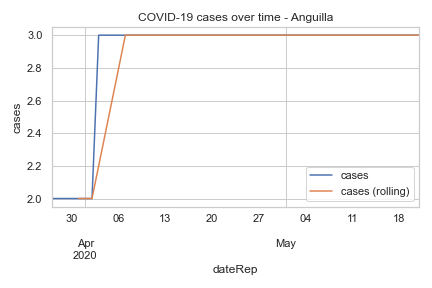 COVID-19 cases over time - Anguilla
cases
3.0
2.8
2.6
2.4
2.2
2.0
cases
cases (rolling)
30 06 13 20 27 04 11 18
Apr May
2020
dateRep